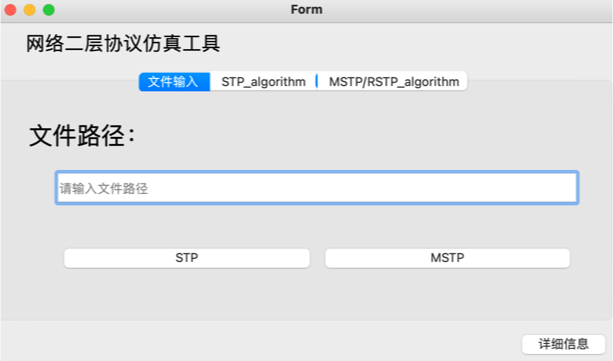 Form
网络二层协议仿真工具
文件输入 STP_algorithm MSTP/RSTP_algorithm
文件路径：
请输入文件路径
STP MSTP
详细信息